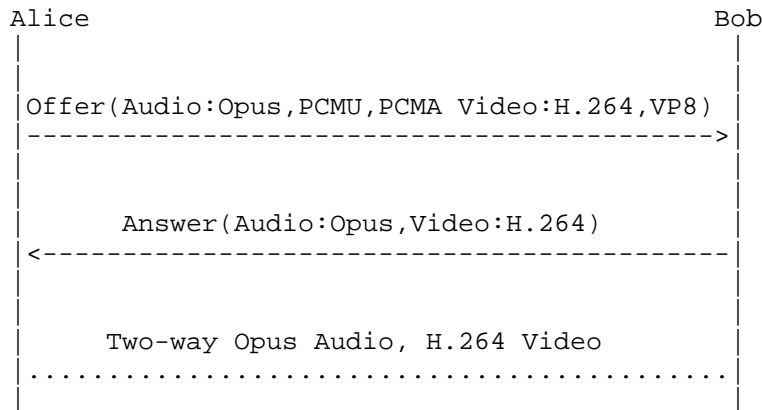 Alice Bob
Offer(Audio:Opus,PCMU,PCMA Video:H.264,VP8)
Answer(Audio:Opus,Video:H.264)
Two-way Opus Audio, H.264 Video